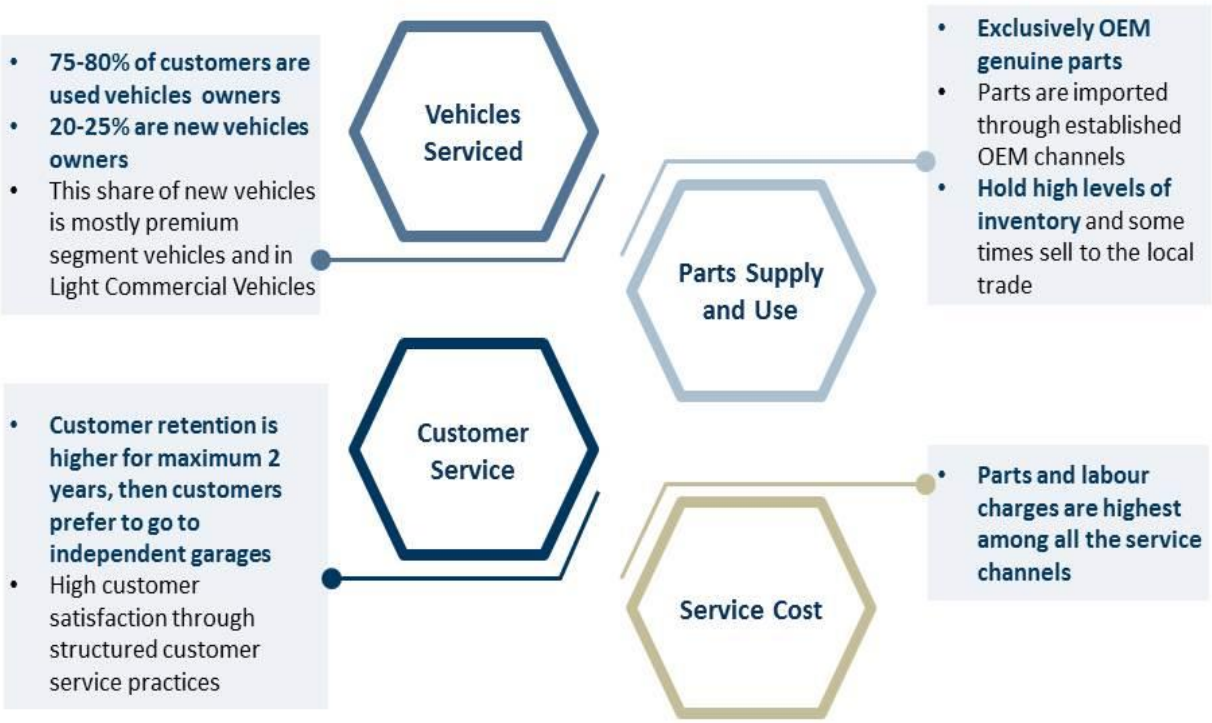 • 75-80% of customers are
used vehicles owners
• 20-25% are new vehicles
owners
• This share of new vehicles
is mostly premium
segment vehicles and in
Light Commercial Vehicles
Vehicles
Serviced
• Exclusively OEM
genuine parts
• Parts are imported
through established
OEM channels
• Hold high levels of
inventory and some
times sell to the local
trade
Parts Supply
and Use
• Customer retention is
higher for maximum 2
years, then customers
prefer to go to
independent garages
• High customer
satisfaction through
structured customer
service practices
Customer
Service
• Parts and labour
charges are highest
among all the service
channels
Service Cost